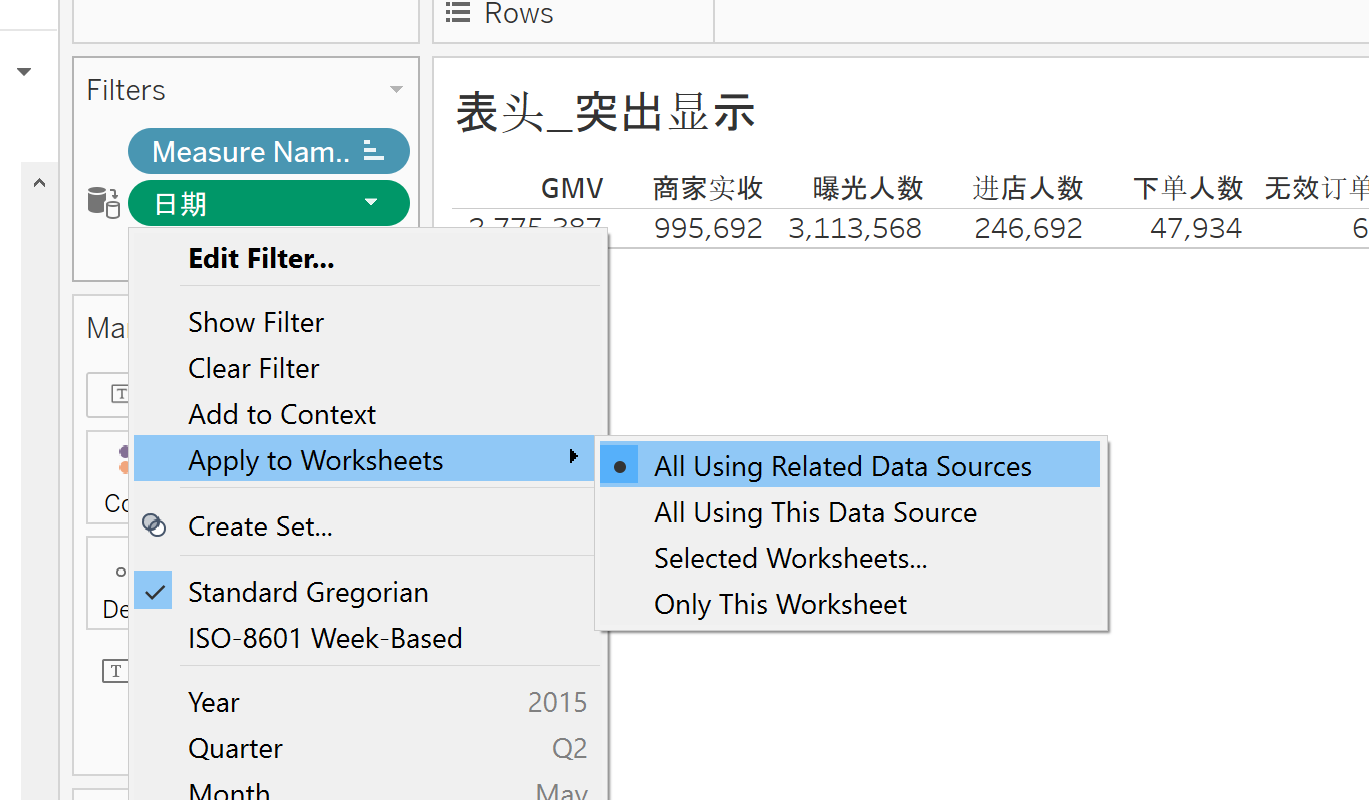 Rows
Filters
Measure Nam..
日期
表头_突出显示
GMV 商家实收 曝光人数 进店人数 下单人数 无效订单
995,692 3,113,568 246,692 47,934 6
Edit Filter...
Show Filter
Clear Filter
Add to Context
Apply to Worksheets
All Using Related Data Sources
All Using This Data Source
Selected Worksheets...
Only This Worksheet
Create Set...
Standard Gregorian
ISO-8601 Week-Based
Year 2015
Quarter Q2
Month May
Mar
T
Co
De
T